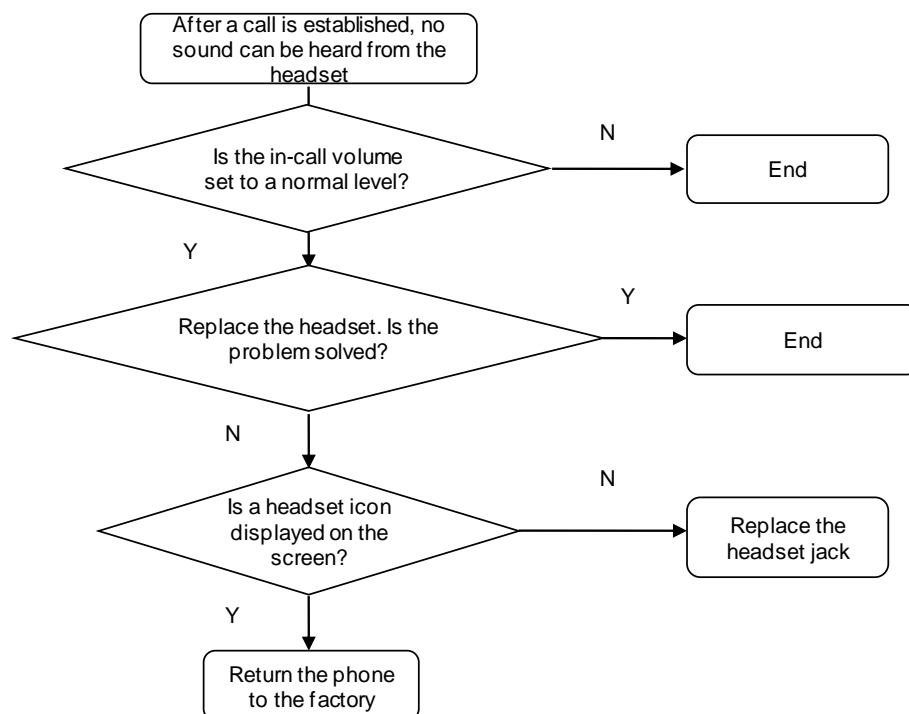 After a call is established, no
sound can be heard from the
headset
Is the in-call volume
set to a normal level?
N
End
Y
Replace the headset. Is the
problem solved?
Y
End
N
Is a headset icon
displayed on the
screen?
N
Replace the
headset jack
Y
Return the phone
to the factory